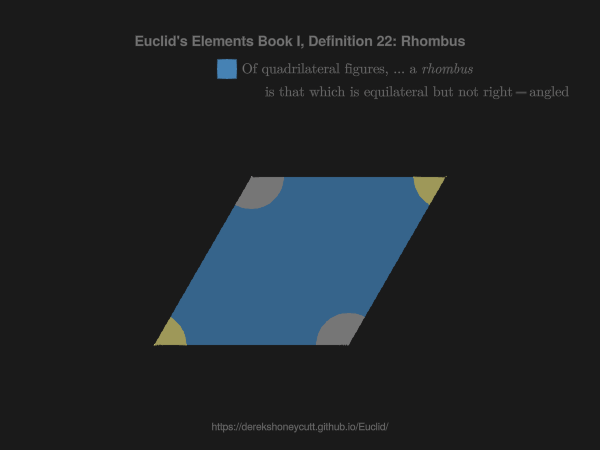 Euclid's Elements Book I, Definition 22: Rhombus
Of quadrilateral figures, ... a rhombus
is that which is equilateral but not right—angled
https://derekshoneycutt.github.io/Euclid/